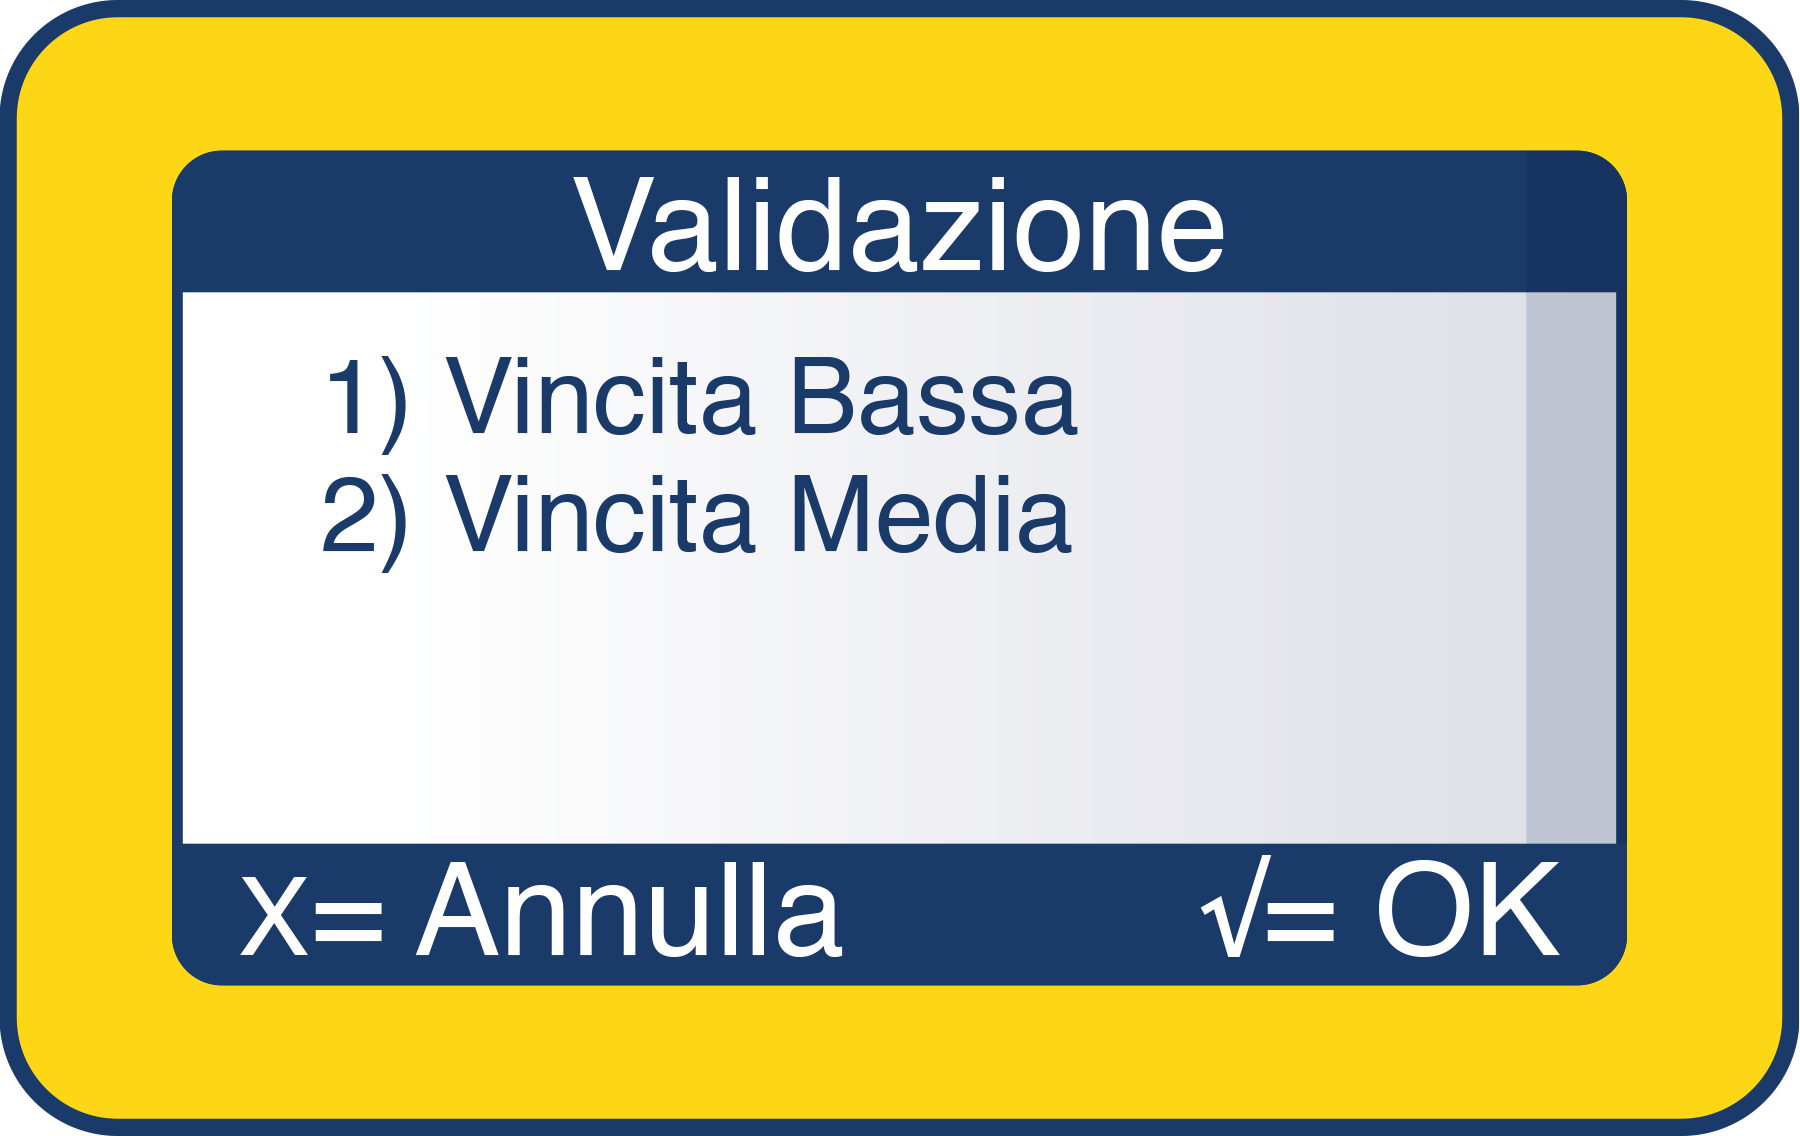 Validazione
1) Vincita Bassa
2) Vincita Media
x= Annulla √= OK